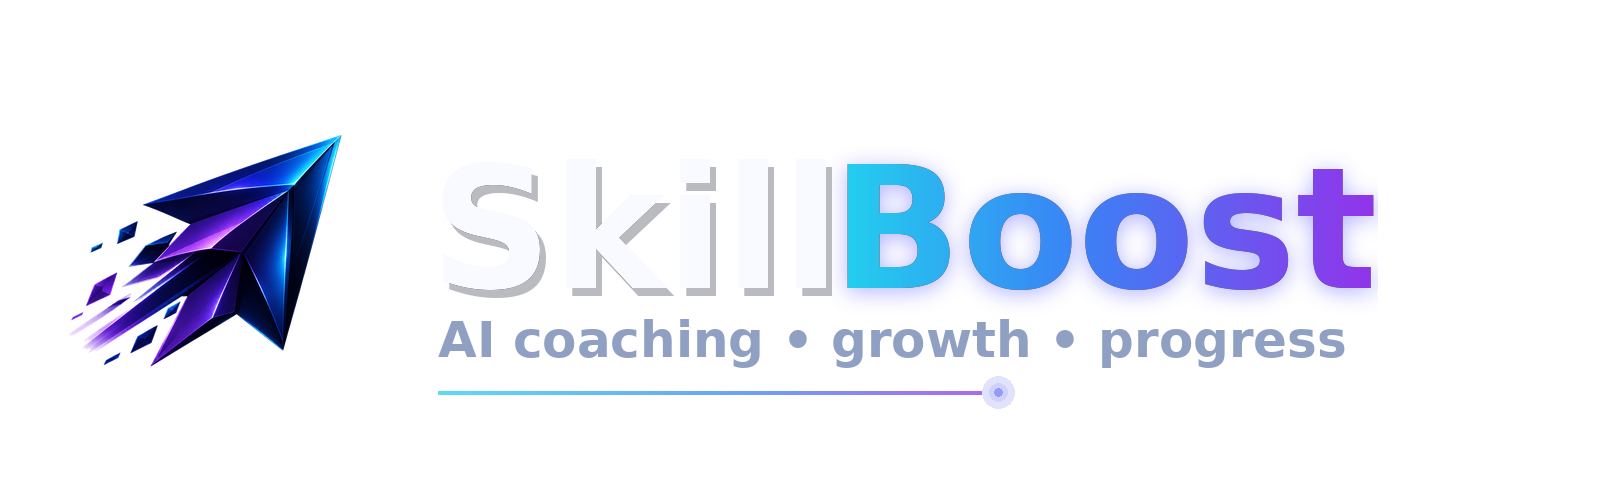 SkillBoost
AI coaching • growth • progress